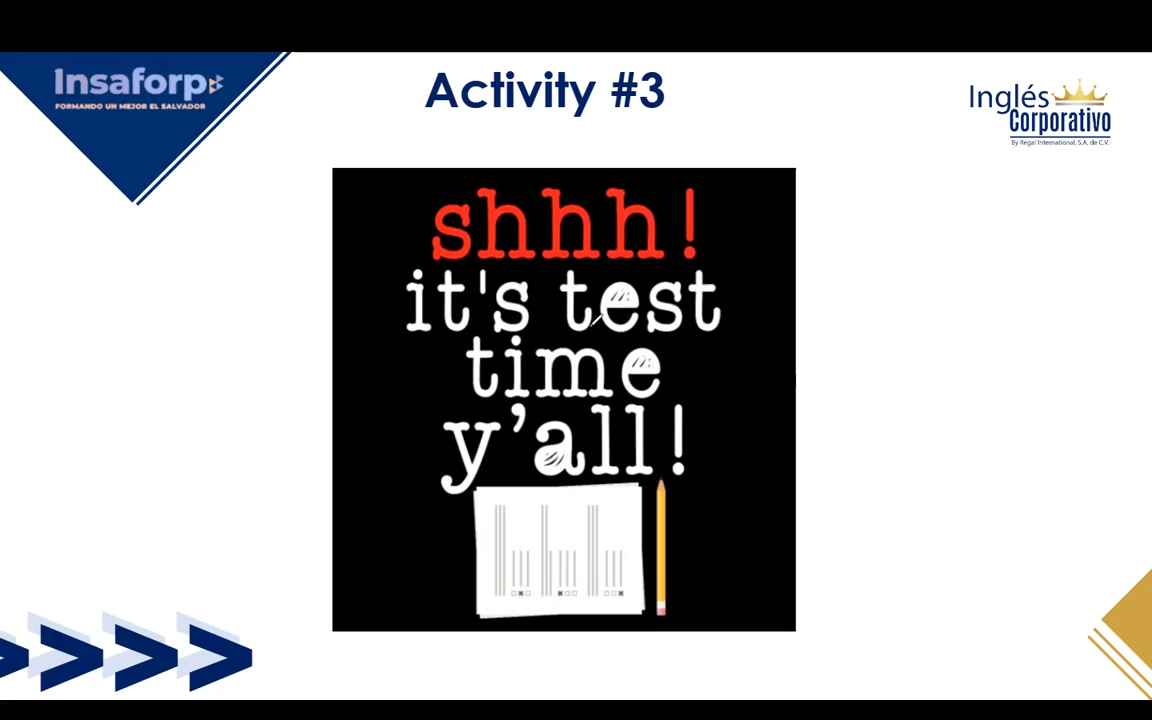 Insaforp
FORMANDO UN MEJOR EL SALVADOR
Activity #3
Inglés
Corporativo
By Regal International, S.A. de C.V.
shhh!
it's test
time
y’all!